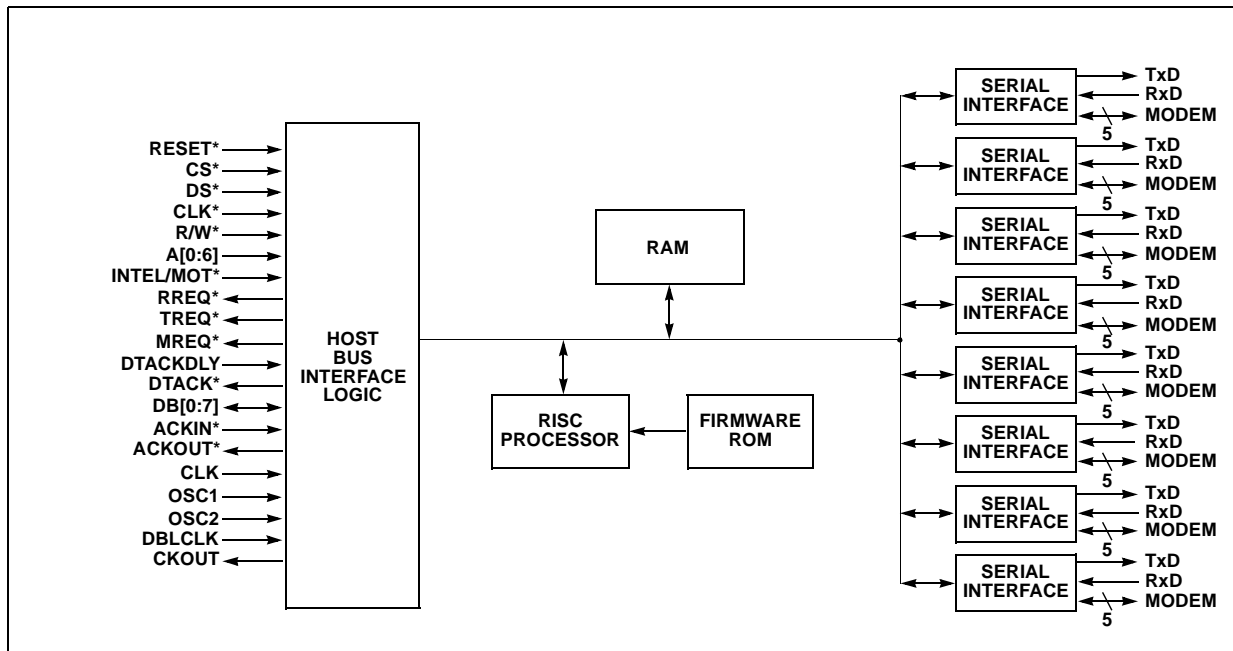 RESET*
CS*
DS*
CLK*
R/W*
A[0:6]
INTEL/MOT*
RREQ*
TREQ*
MREQ*
DTACKDLY
DTACK*
DB[0:7]
ACKIN*
ACKOUT*
CLK
OSC1
OSC2
DBLCLK
CKOUT
HOST
BUS
INTERFACE
LOGIC
RAM
RISC
PROCESSOR
FIRMWARE
ROM
SERIAL
INTERFACE
TxD
RxD
MODEM
5
SERIAL
INTERFACE
TxD
RxD
MODEM
5
SERIAL
INTERFACE
TxD
RxD
MODEM
5
SERIAL
INTERFACE
TxD
RxD
MODEM
5
SERIAL
INTERFACE
TxD
RxD
MODEM
5
SERIAL
INTERFACE
TxD
RxD
MODEM
5
SERIAL
INTERFACE
TxD
RxD
MODEM
5
SERIAL
INTERFACE
TxD
RxD
MODEM
5